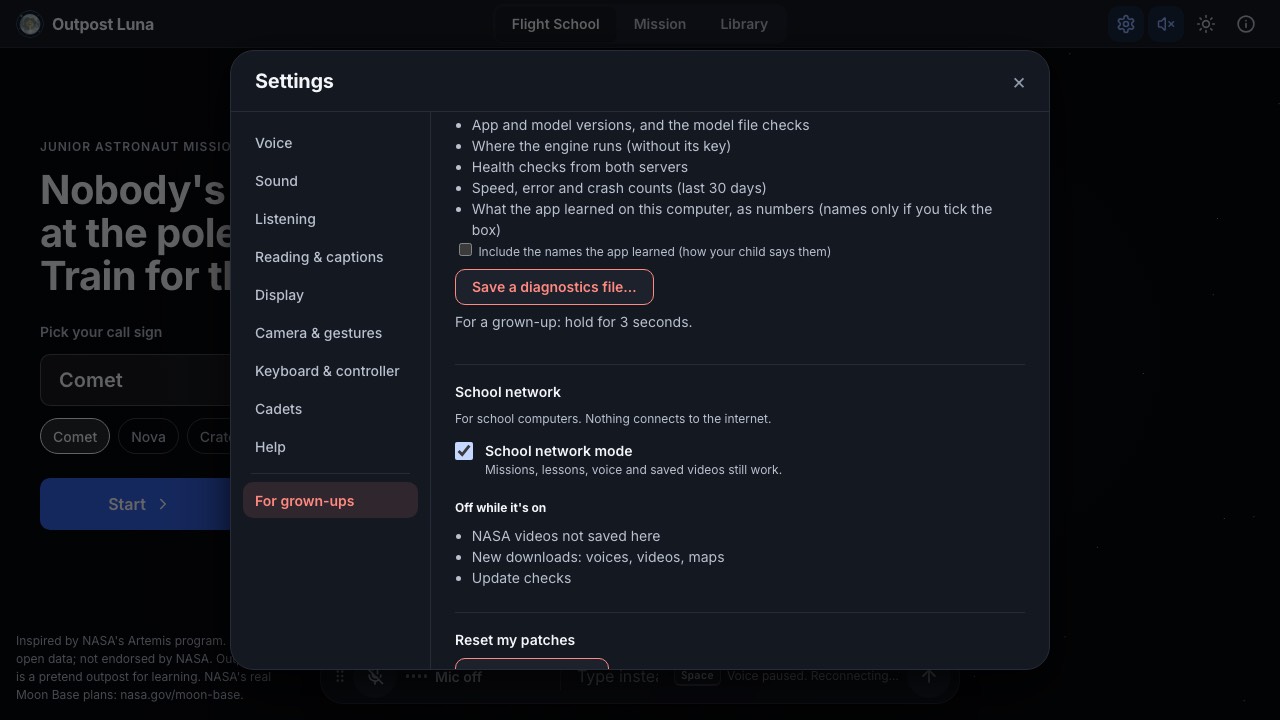 Outpost Luna
Flight School
Mission
Library
Settings
Voice
Sound
Listening
Reading & captions
Display
Camera & gestures
Keyboard & controller
Cadets
Help
For grown-ups
App and model versions, and the model file checks
Where the engine runs (without its key)
Health checks from both servers
Speed, error and crash counts (last 30 days)
What the app learned on this computer, as numbers (names only if you tick the
box)
Include the names the app learned (how your child says them)
Save a diagnostics file...
For a grown-up: hold for 3 seconds.
School network
For school computers. Nothing connects to the internet.
School network mode
Missions, lessons, voice and saved videos still work.
Off while it's on
NASA videos not saved here
New downloads: voices, videos, maps
Update checks
Reset my patches
JUNIOR ASTRONAUT MISSIO
Nobody's
at the pole
Train for t
Pick your call sign
Comet
Comet
Nova
Crat
Start
Inspired by NASA's Artemis program.
open data; not endorsed by NASA. Ou
is a pretend outpost for learning. NASA's real
Moon Base plans: nasa.gov/moon-base.
Mic off
Type instea
Space
Voice paused. Reconnecting...